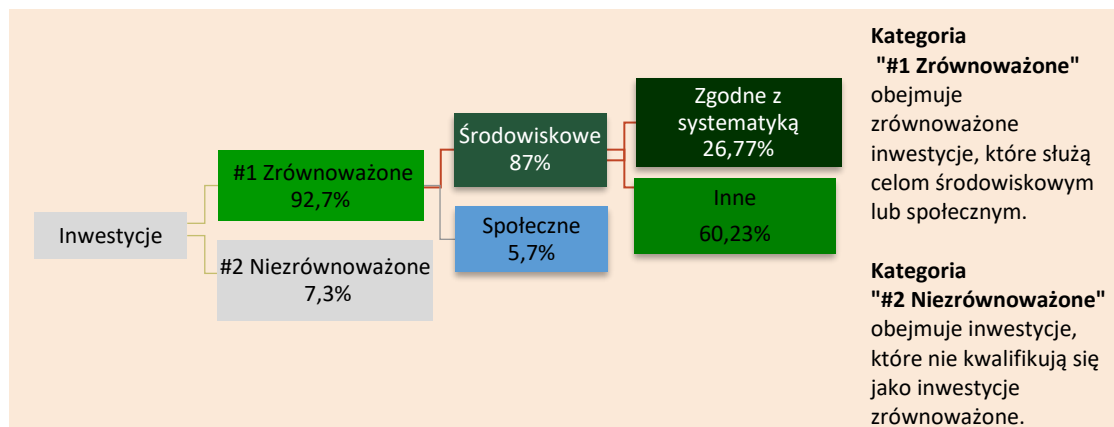 Inwestycje
#1 Zrównoważone
92,7%
#2 Niezrównoważone
7,3%
Środowiskowe
87%
Społeczne
5,7%
Zgodne z
systematyką
26,77%
Inne
60,23%
Kategoria
"#1 Zrównoważone"
obejmuje
zrównoważone
inwestycje, które służą
celom środowiskowym
lub społecznym.
Kategoria
"#2 Niezrównoważone"
obejmuje inwestycje,
które nie kwalifikują się
jako inwestycje
zrównoważone.